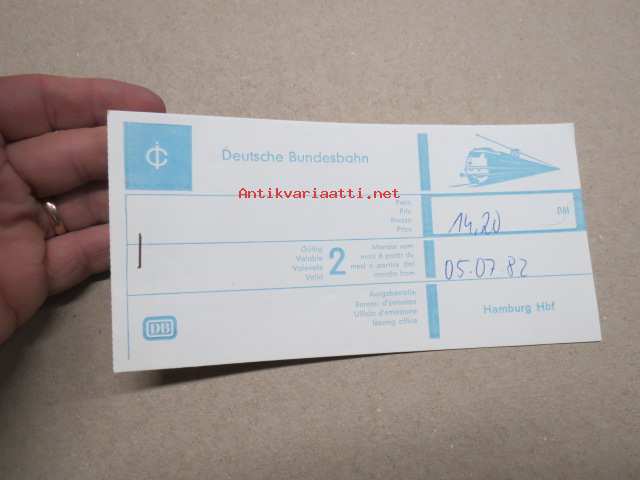 Deutsche Bundesbahn
Antikvariaatti.net
Preis
Prix
Prezzo
Price
14,20
DM
Gültig
Valable
Valevole
Valid
2
Monate vom
mois à partir du
mesi a partire dal
months from
05.07.82
Ausgabestelle
Bureau d'émission
Ufficio d'emissione
Issuing office
Hamburg Hbf
DB